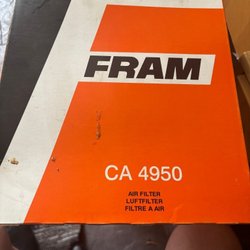 FRAM
CA 4950
AIR FILTER
LUFTFILTER
FILTRE A AIR